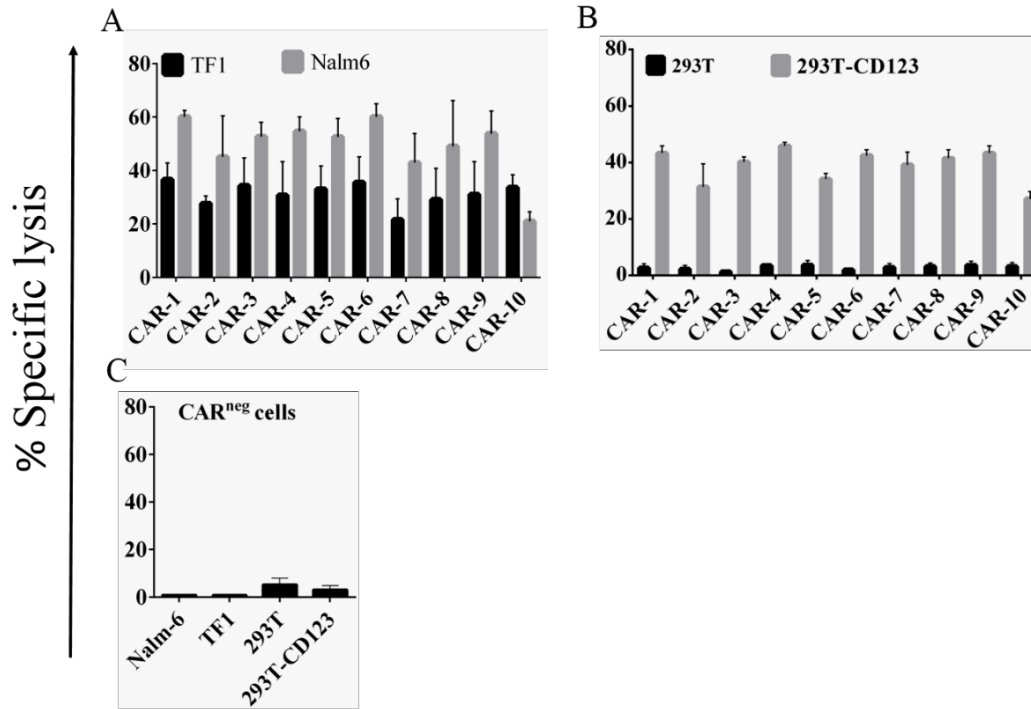 % Specific lysis
A
TF1 Nalm6
80
60
40
20
0
CAR-1 CAR-2 CAR-3 CAR-4 CAR-5 CAR-6 CAR-7 CAR-8 CAR-9 CAR-10
B
293T 293T-CD123
80
60
40
20
0
CAR-1 CAR-2 CAR-3 CAR-4 CAR-5 CAR-6 CAR-7 CAR-8 CAR-9 CAR-10
C
CARneg cells
80
60
40
20
0
Nalm-6 TF1 293T 293T-CD123